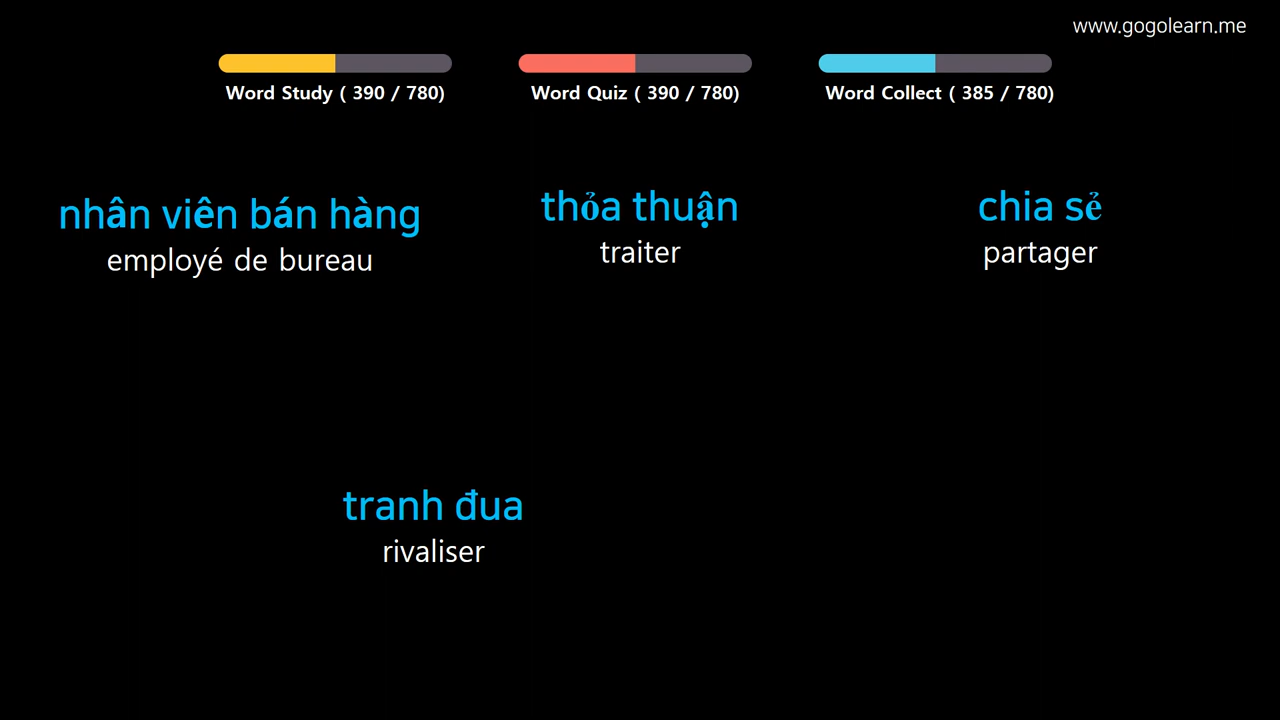 www.gogolearn.me
Word Study ( 390 / 780)
Word Quiz ( 390 / 780)
Word Collect ( 385 / 780)
nhân viên bán hàng
employé de bureau
thỏa thuận
traiter
chia sẻ
partager
tranh đua
rivaliser